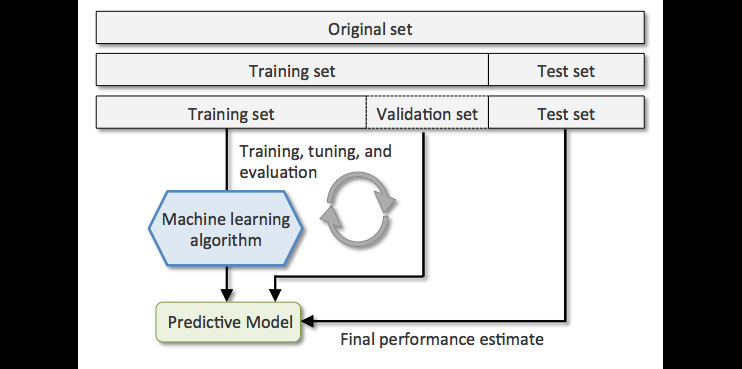 Original set
Training set
Test set
Training set
Validation set
Test set
Training, tuning, and
evaluation
Machine learning
algorithm
Predictive Model
Final performance estimate